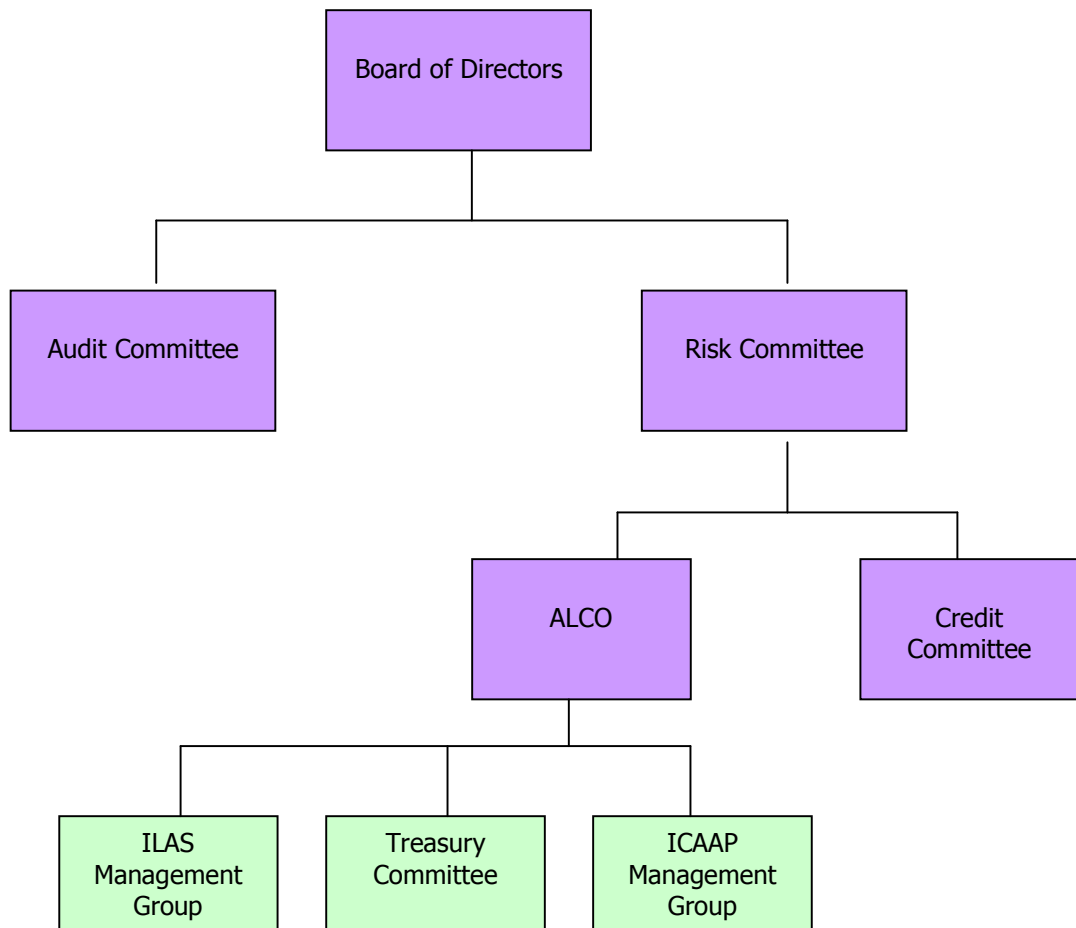 Board of Directors
Audit Committee
Risk Committee
ALCO
Credit
Committee
ILAS
Management
Group
Treasury
Committee
ICAAP
Management
Group